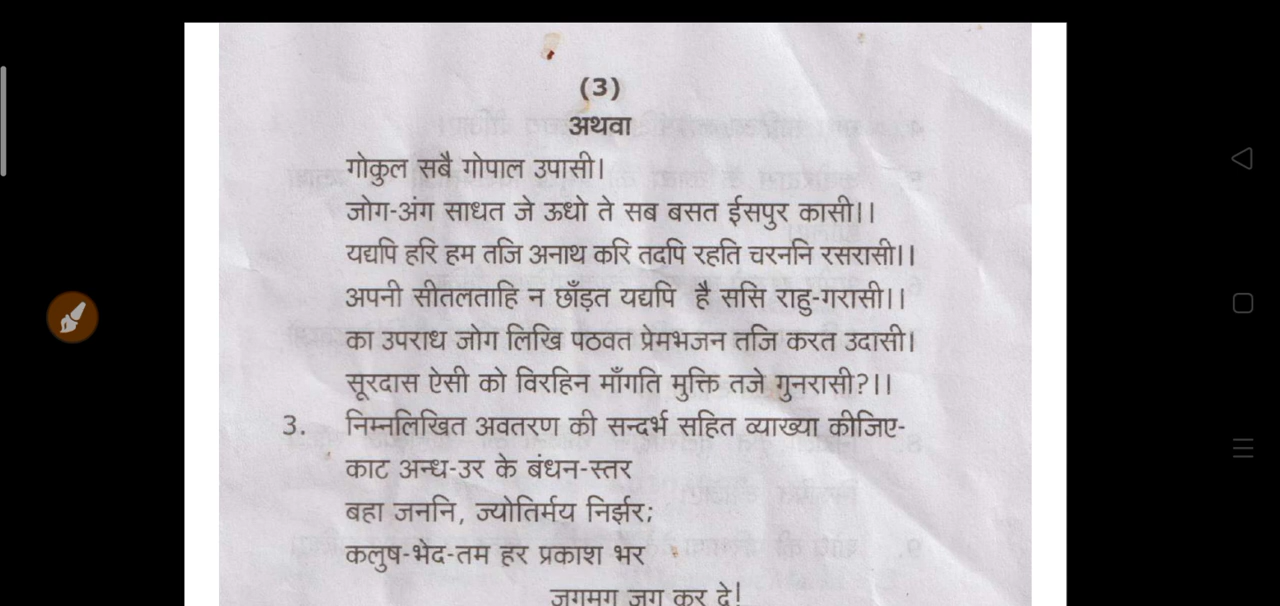 (3)
अथवा
गोकुल सबै गोपाल उपासी।
जोग-अंग साधत जे ऊधो ते सब बसत ईसपुर कासी।।
यद्यपि हरि हम तजि अनाथ करि तदपि रहति चरननि रसरासी।।
अपनी सीतलताहि न छाँड़त यद्यपि है ससि राहु-गरासी।।
का उपराध जोग लिखि पठवत प्रेमभजन तजि करत उदासी।
सूरदास ऐसी को विरहिन माँगति मुक्ति तजे गुनरासी?।।
3. निम्नलिखित अवतरण की सन्दर्भ सहित व्याख्या कीजिए-
काट अन्ध-उर के बंधन-स्तर
बहा जननि, ज्योतिर्मय निर्झर;
कलुष-भेद-तम हर प्रकाश भर
जगमग जग कर दे!